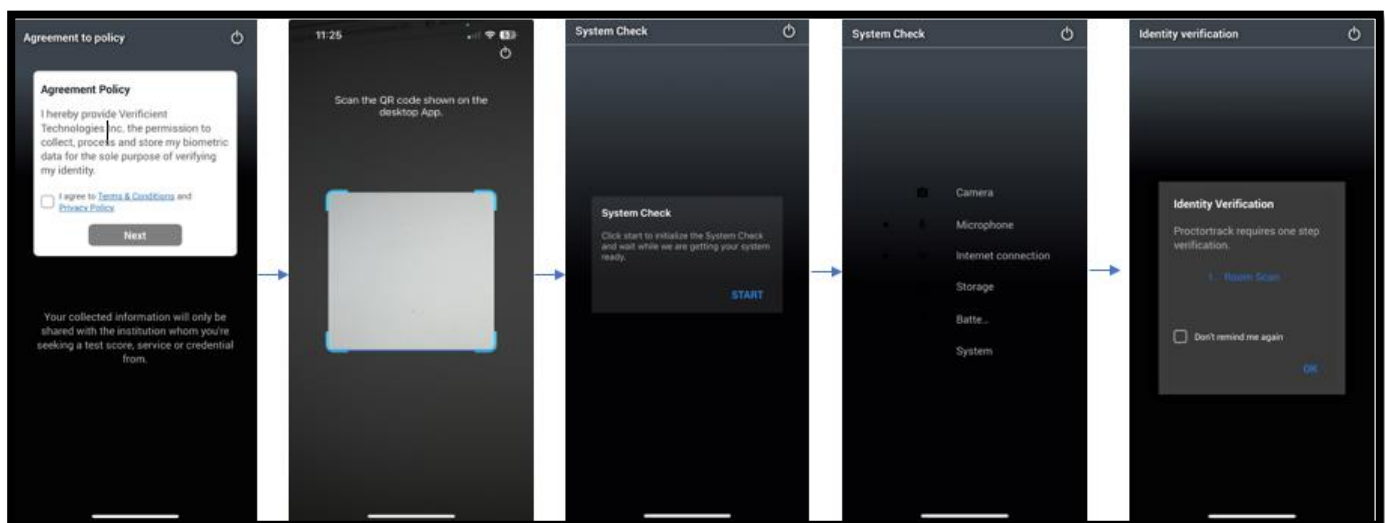 Agreement to policy
Agreement Policy
I hereby provide Verificient
Technologies Inc. the permission to
collect, process and store my biometric
data for the sole purpose of verifying
my identity.
I agree to Terms & Conditions and
Privacy Policy
Next
Your collected information will only be
shared with the institution whom you're
seeking a test score, service or credential
from.
11:25
Scan the QR code shown on the
desktop App.
System Check
System Check
Click start to initialize the System Check
and wait while we are getting your system
ready.
START
System Check
Camera
Microphone
Internet connection
Storage
Batte...
System
Identity verification
Identity Verification
Proctortrack requires one step
verification.
1. Room Scan
Don't remind me again
OK